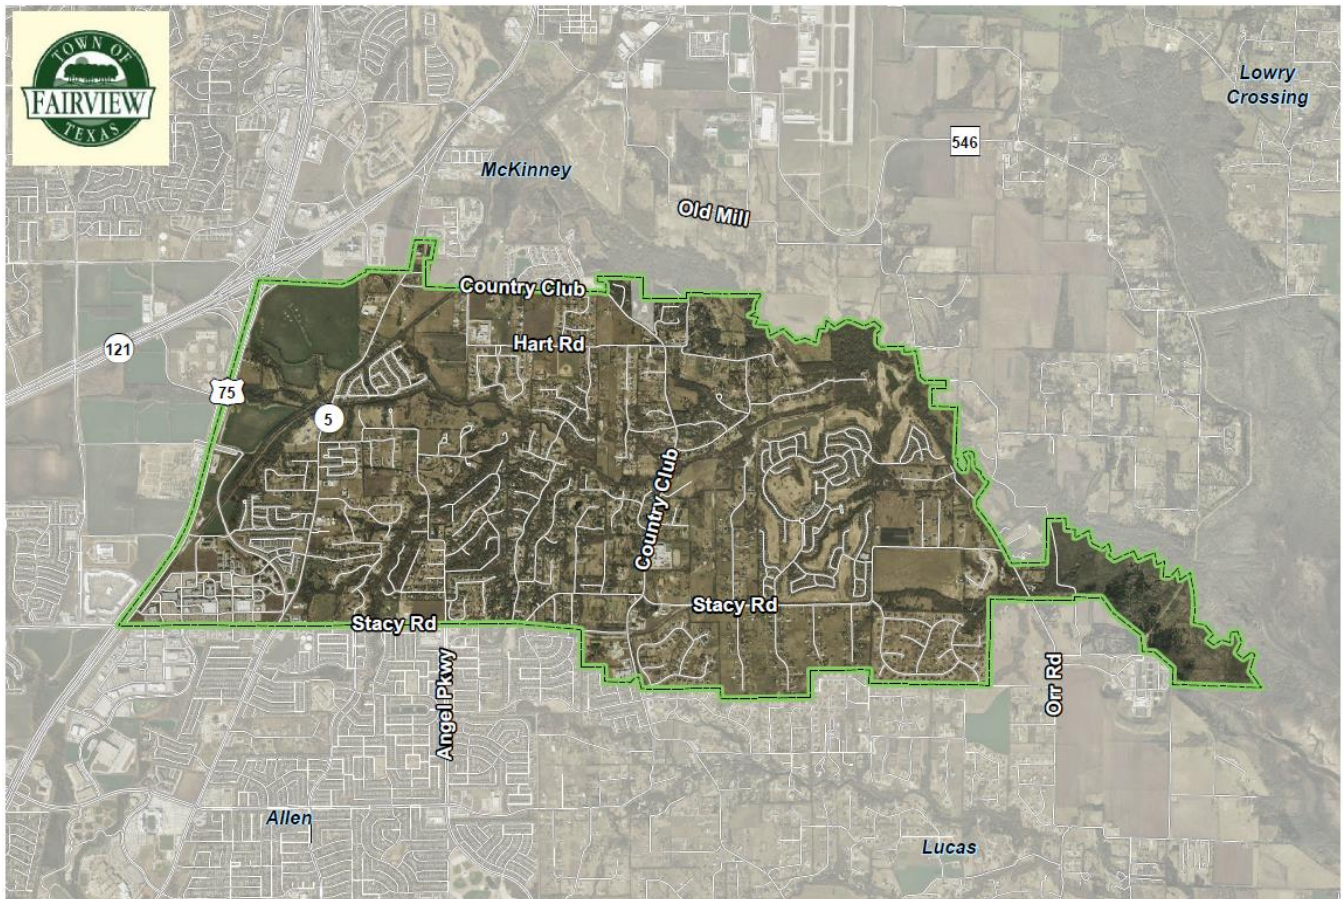 TOWN OF
FAIRVIEW
TEXAS
Lowry
Crossing
546
McKinney
Old Mill
Country Club
Hart Rd
121
75
5
Country Club
Stacy Rd
Stacy Rd
Angel Pkwy
Orr Rd
Allen
Lucas